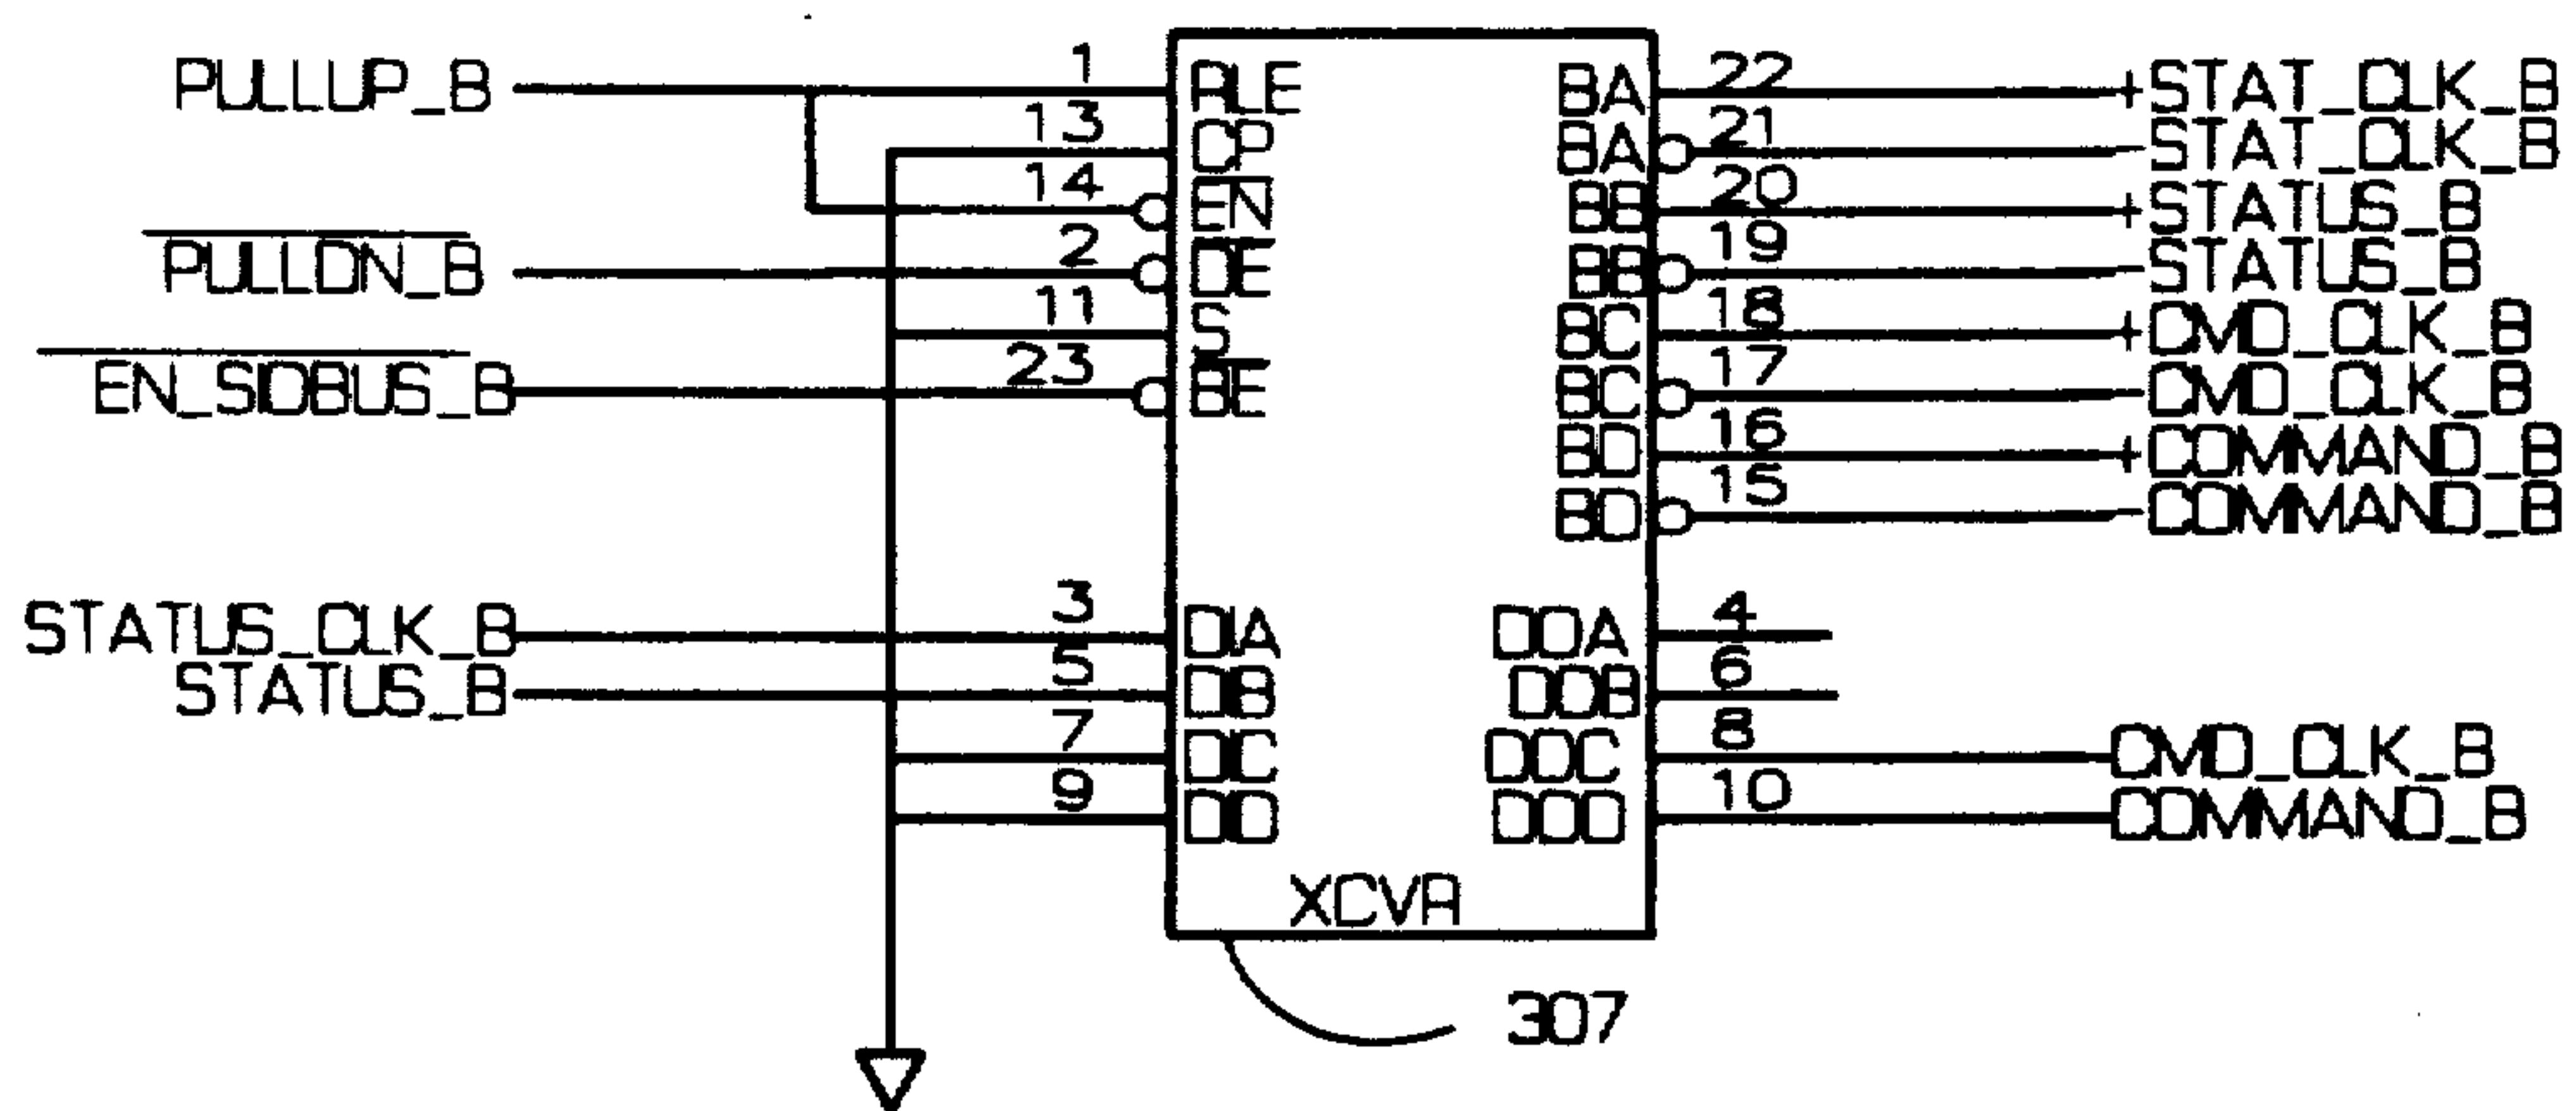 PULLUP_B 1 RLE BA 22 +STAT_CLK_B
13 CP BA 21 -STAT_CLK_B
14 EN BB 20 +STATUS_B
PULLDN_B 2 DE BB 19 -STATUS_B
11 S BC 18 +CMD_CLK_B
EN_SIDBUS_B 23 BE BC 17 -CMD_CLK_B
BD 16 +COMMAND_B
BD 15 -COMMAND_B
STATUS_CLK_B 3 DIA DOA 4
STATUS_B 5 DIB DOB 6
7 DIC DOC 8 CMD_CLK_B
9 DID DOD 10 COMMAND_B
XCVR
307